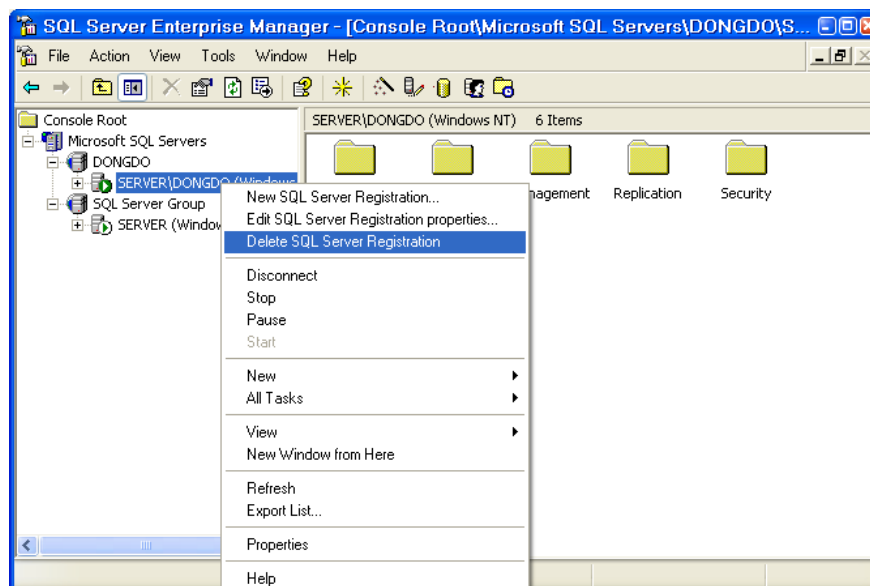 SQL Server Enterprise Manager - [Console Root\Microsoft SQL Servers\DONGDO\S...
File Action View Tools Window Help
Console Root
SERVER\DONGDO (Windows NT) 6 Items
Microsoft SQL Servers
DONGDO
SERVER\DONGDO (Windows
SQL Server Group
SERVER (Window
nagement
Replication
Security
New SQL Server Registration...
Edit SQL Server Registration properties...
Delete SQL Server Registration
Disconnect
Stop
Pause
Start
New
All Tasks
View
New Window from Here
Refresh
Export List...
Properties
Help